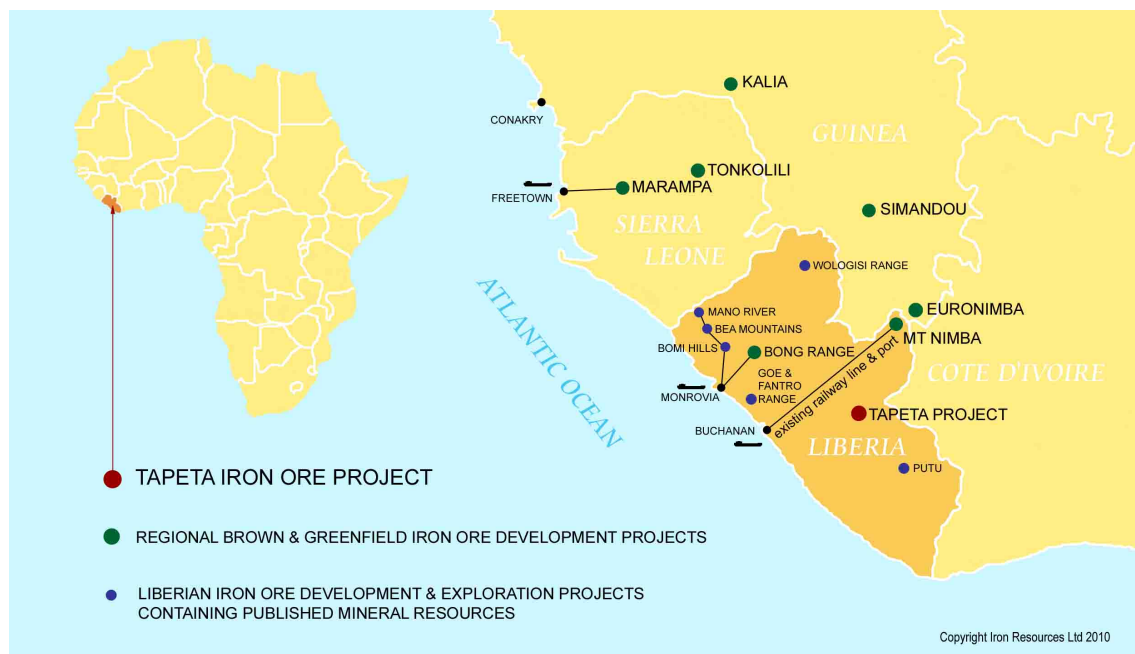 KALIA
CONAKRY
GUINEA
TONKOLILI
MARAMPA
FREETOWN
SIMANDOU
SIERRA
LEONE
WOLOGISI RANGE
ATLANTIC OCEAN
MANO RIVER
EURONIMBA
BEA MOUNTAINS
MT NIMBA
BOMI HILLS
BONG RANGE
COTE D'IVOIRE
GOE &
FANTRO
RANGE
MONROVIA
existing railway line & port
TAPETA PROJECT
BUCHANAN
LIBERIA
PUTU
TAPETA IRON ORE PROJECT
REGIONAL BROWN & GREENFIELD IRON ORE DEVELOPMENT PROJECTS
LIBERIAN IRON ORE DEVELOPMENT & EXPLORATION PROJECTS
CONTAINING PUBLISHED MINERAL RESOURCES
Copyright Iron Resources Ltd 2010